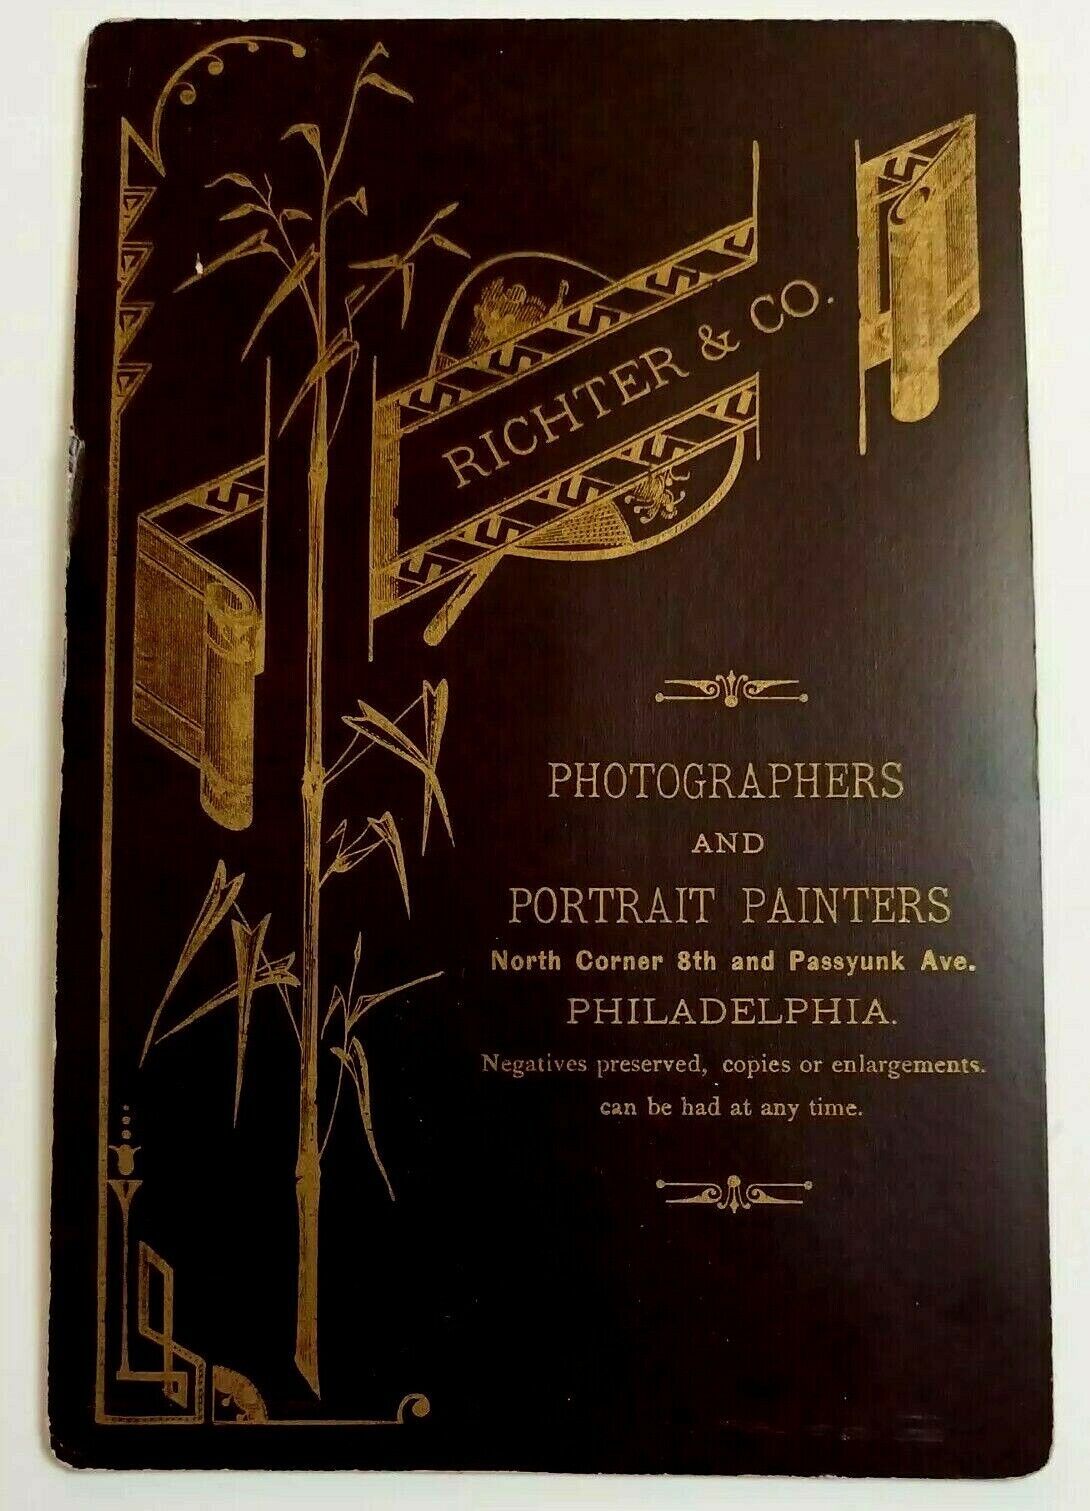 RICHTER & CO.
PHOTOGRAPHERS
AND
PORTRAIT PAINTERS
North Corner 8th and Passyunk Ave.
PHILADELPHIA.
Negatives preserved, copies or enlargements.
can be had at any time.